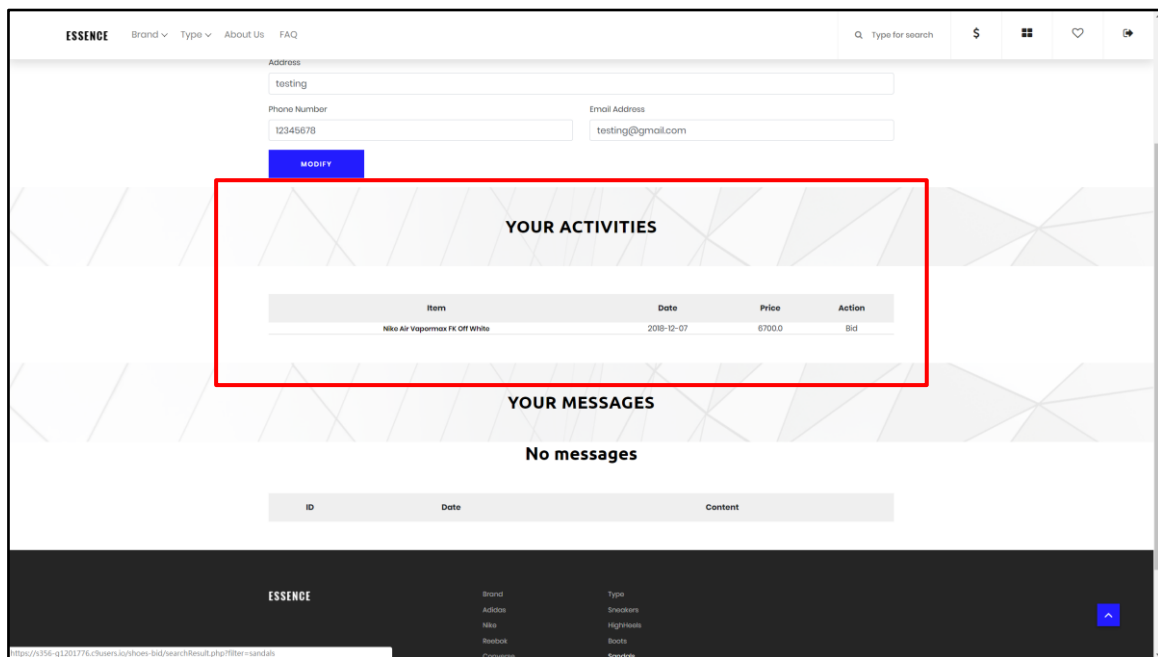 ESSENCE Brand Type About Us FAQ Type for search $
Address
testing
Phone Number Email Address
12345678 testing@gmail.com
MODIFY
YOUR ACTIVITIES
Item Date Price Action
Nike Air Vapormax FK Off White 2018-12-07 6700.0 Bid
YOUR MESSAGES
No messages
ID Date Content
ESSENCE Brand Type
Adidas Sneakers
Nike HighHeels
Reebok Boots
Converse Sandals
https://s356-g1201776.c9users.io/shoes-bid/searchResult.php?filter=sandals